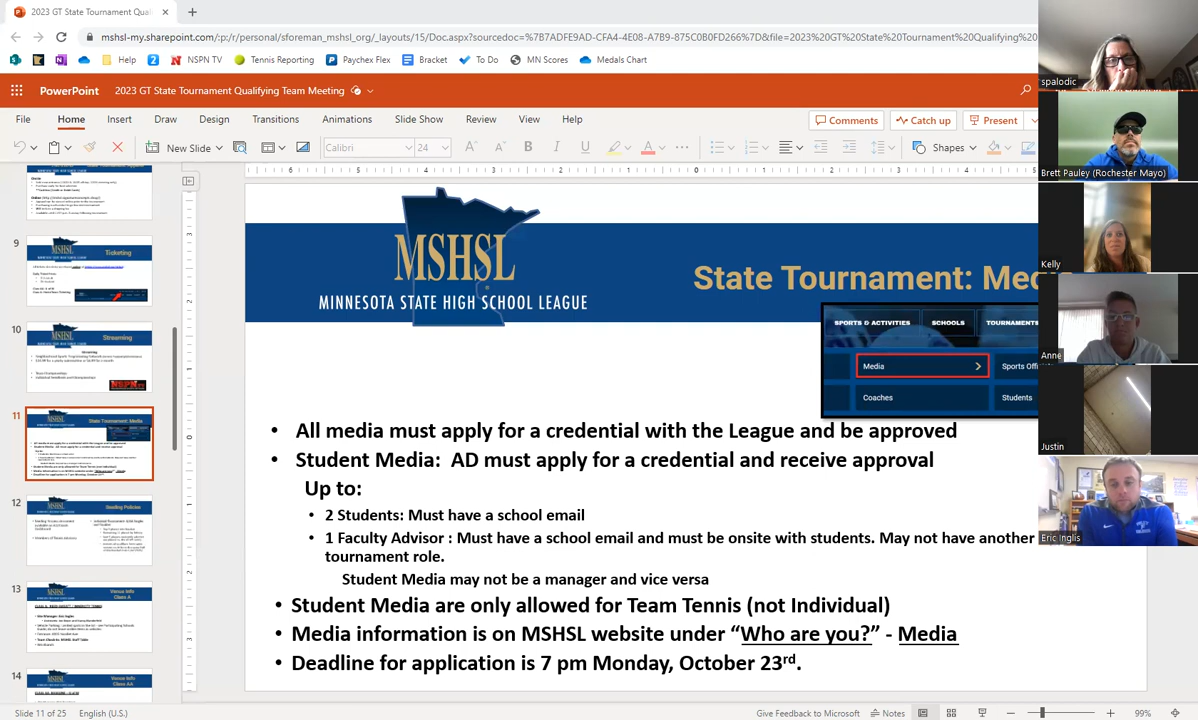 2023 GT State Tournament Qualify
mshsl-my.sharepoint.com/:p:/r/personal/sforeman_mshsl_org/_layouts/15/Doc.aspx?sourcedoc=%7B7ADFE9AD-CFA4-4E08-A7B9-875C0B0FD266%7D&file=2023%20GT%20State%20Tournament%20Qualifying%20
Help NSPN TV Tennis Reporting Paychex Flex Bracket To Do MN Scores Medals Chart
PowerPoint 2023 GT State Tournament Qualifying Team Meeting
File Home Insert Draw Design Transitions Animations Slide Show Review View Help Comments Catch up Present
New Slide Calibri 24 B I U A Shapes
9 Ticketing
10 Streaming
11 State Tournament: Media
12 Seeding Policies
13 Venue Info
Class A
14 Venue Info
Class AA
MSHSL
MINNESOTA STATE HIGH SCHOOL LEAGUE
State Tournament: Med
SPORTS & ACTIVITIES SCHOOLS TOURNAMENTS
Media > Sports Offi
Coaches Students
• All media must apply for a credential with the League and be approved
• Student Media: AD must apply for a credential and receive approval
Up to:
• 2 Students: Must have a school email
• 1 Faculty Advisor : Must have a school email and must be onsite with students. May not have another
tournament role.
Student Media may not be a manager and vice versa
• Student Media are only allowed for Team Tennis (not Individual)
• Media information is on MSHSL website under “Who are you?” - Media
• Deadline for application is 7 pm Monday, October 23rd.
spalodic
Brett Pauley (Rochester Mayo)
Kelly
Anne
Justin
Eric Inglis
Slide 11 of 25 English (U.S.) Give Feedback to Microsoft Notes 99%